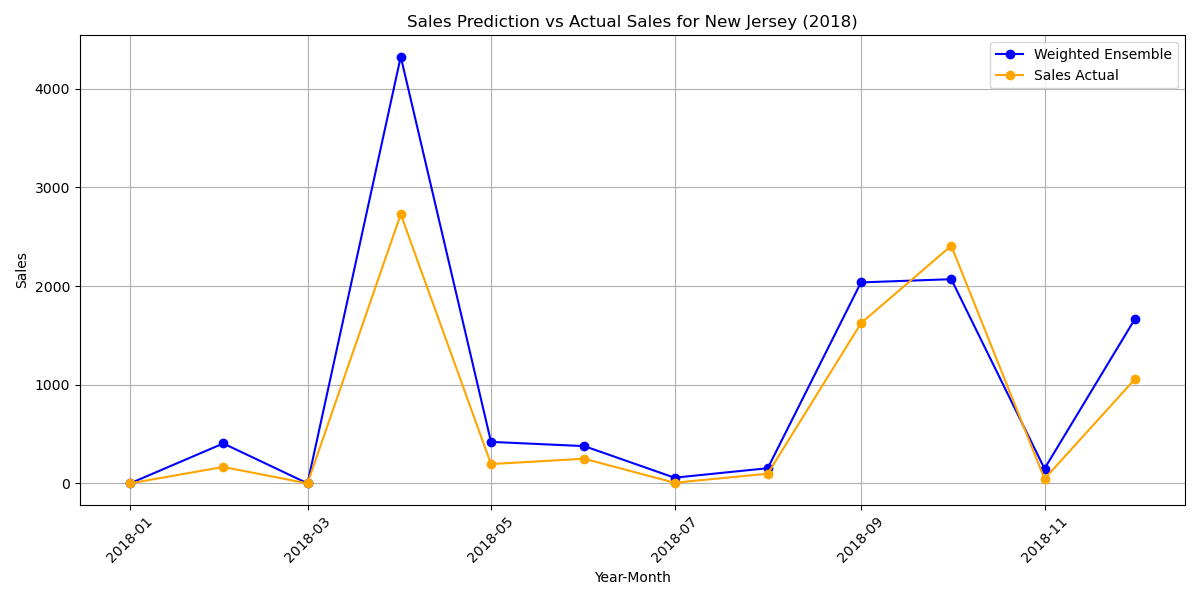 Sales Prediction vs Actual Sales for New Jersey (2018)
Weighted Ensemble
Sales Actual
Sales
4000
3000
2000
1000
0
2018-01
2018-03
2018-05
2018-07
2018-09
2018-11
Year-Month